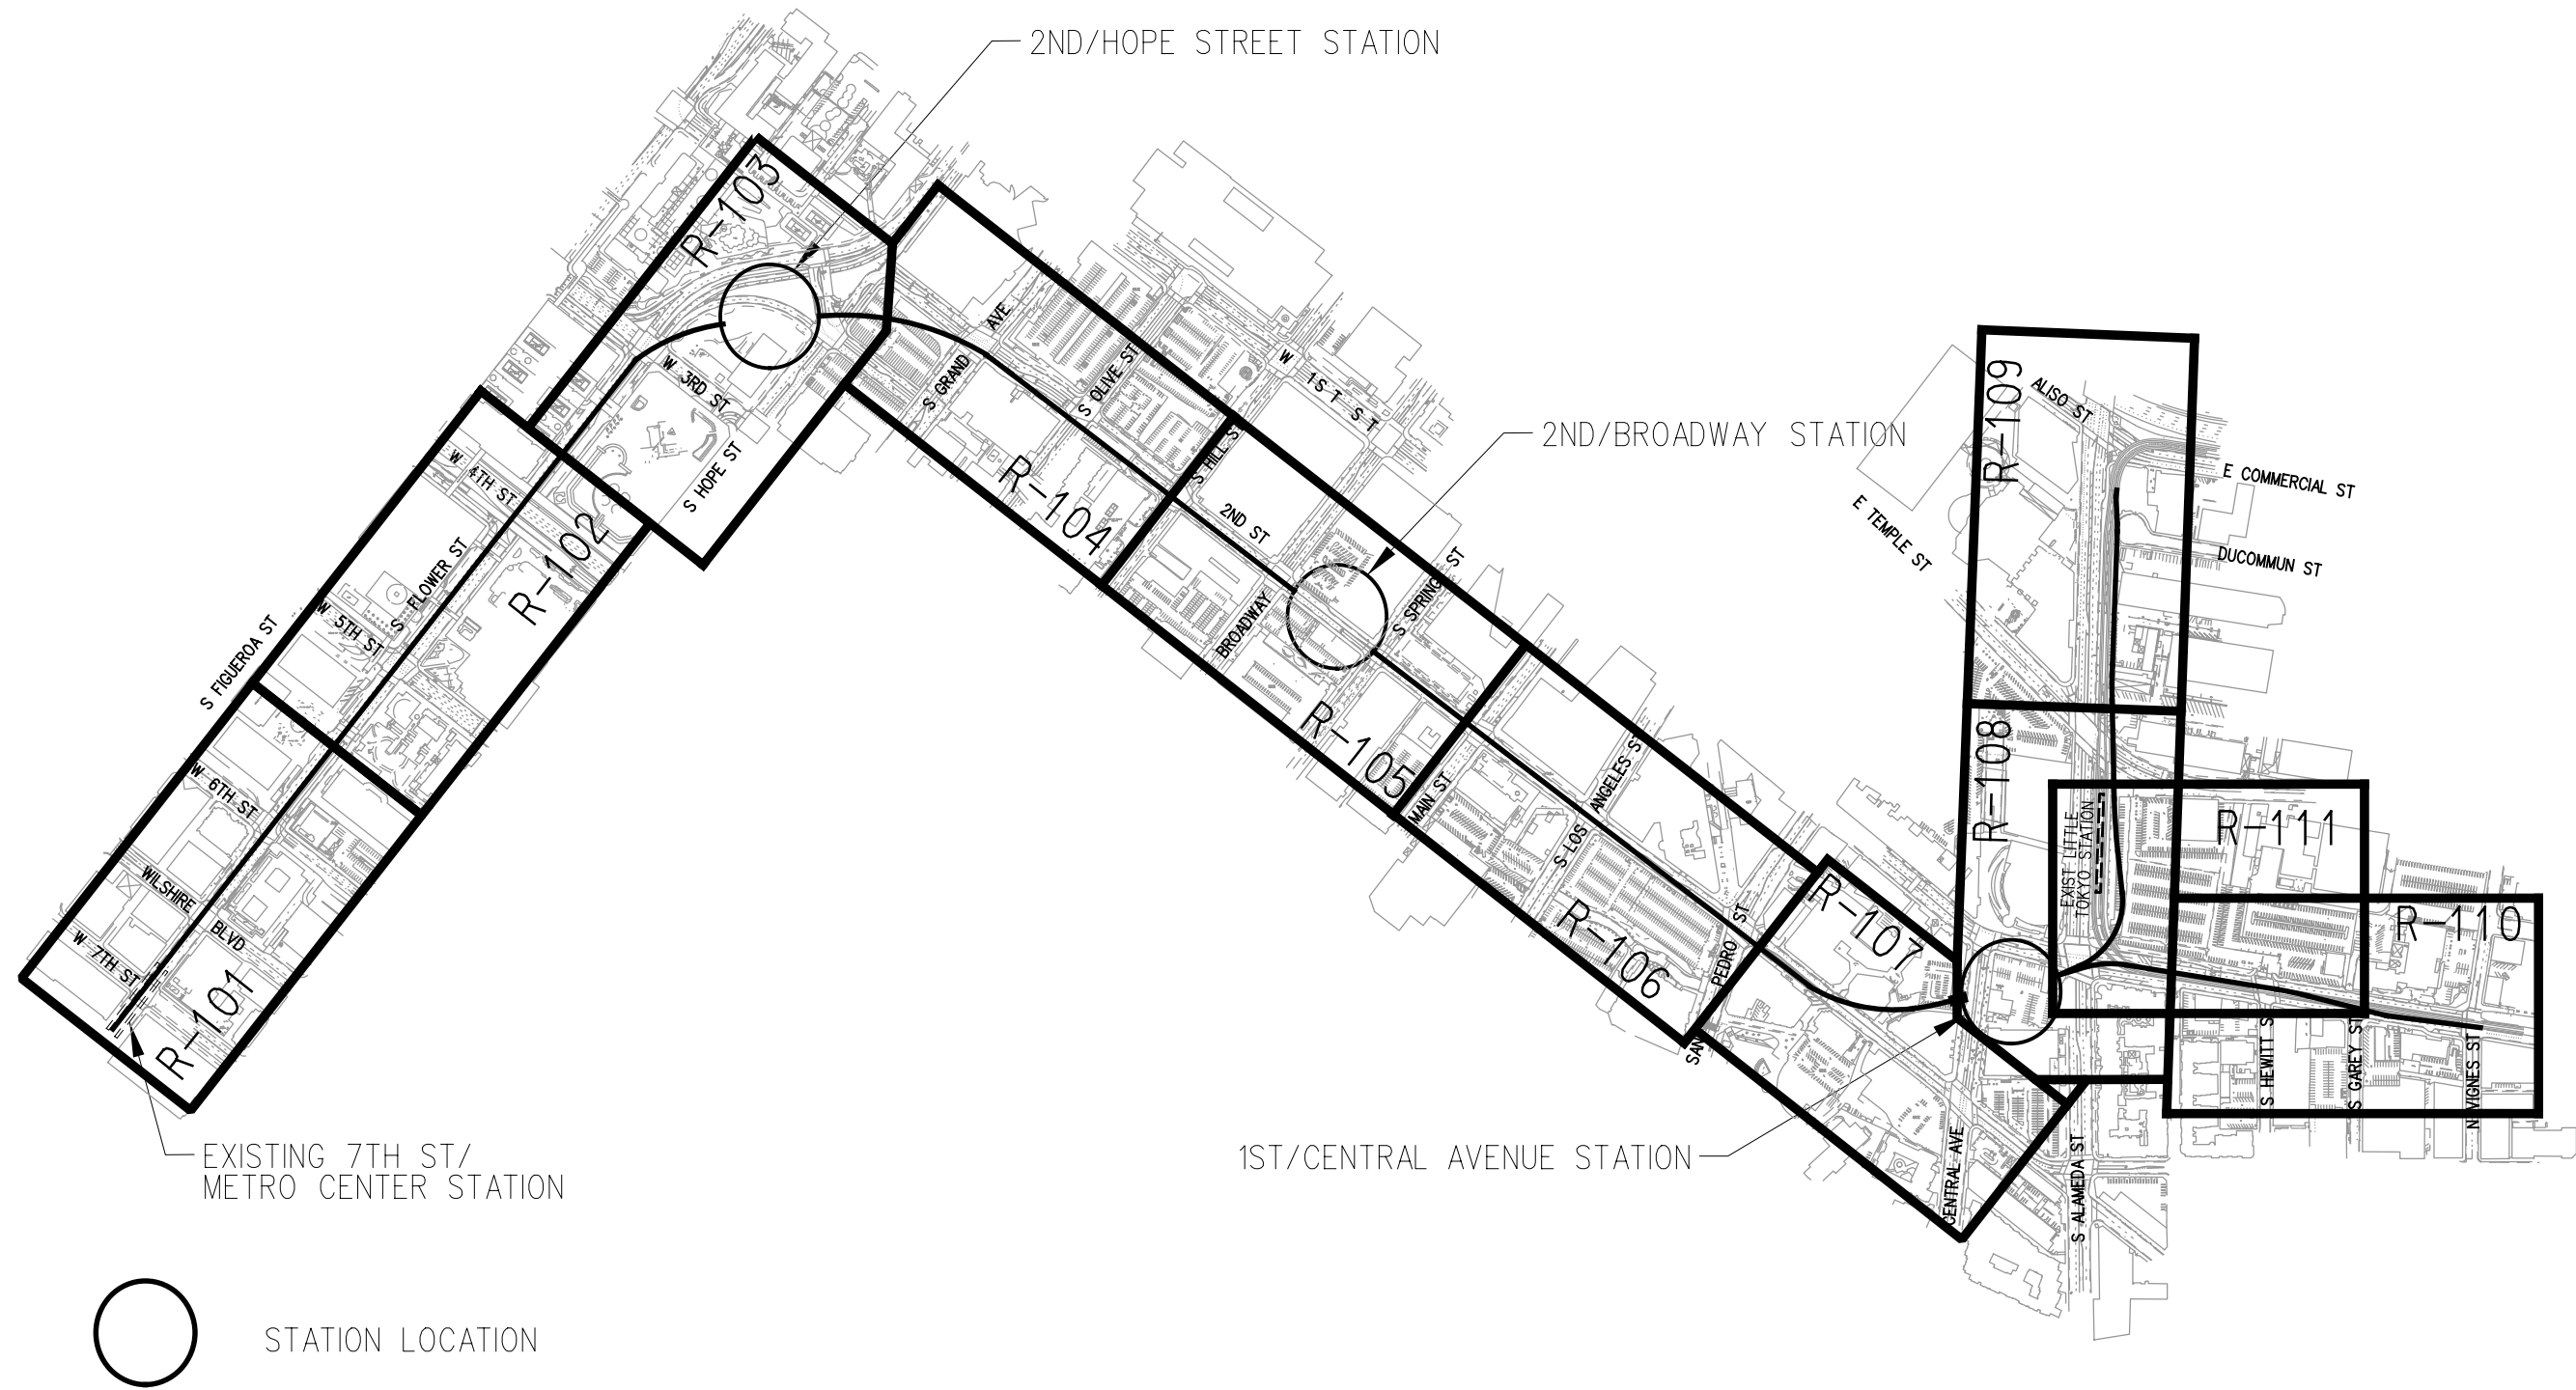 2ND/HOPE STREET STATION
R-103
W 3RD ST
S HOPE ST
S GRAND
AVE
S OLIVE ST
R-104
S HILL S
W 1ST ST
2ND/BROADWAY STATION
2ND ST
BROADWAY
S SPRING ST
R-105
W 4TH ST
R-102
S FLOWER ST
W 5TH ST
S FIGUEROA ST
W 6TH ST
WILSHIRE
BLVD
W 7TH ST
R-101
EXISTING 7TH ST/
METRO CENTER STATION
MAIN ST
S LOS ANGELES ST
R-106
SAN PEDRO ST
R-107
1ST/CENTRAL AVENUE STATION
CENTRAL AVE
S ALAMEDA ST
R-109
ALISO ST
E COMMERCIAL ST
E TEMPLE ST
DUCOMMUN ST
R-108
EXIST LITTLE
TOKYO STATION
R-111
R-110
S HEWITT S
S GAREY ST
N VIGNES ST
STATION LOCATION